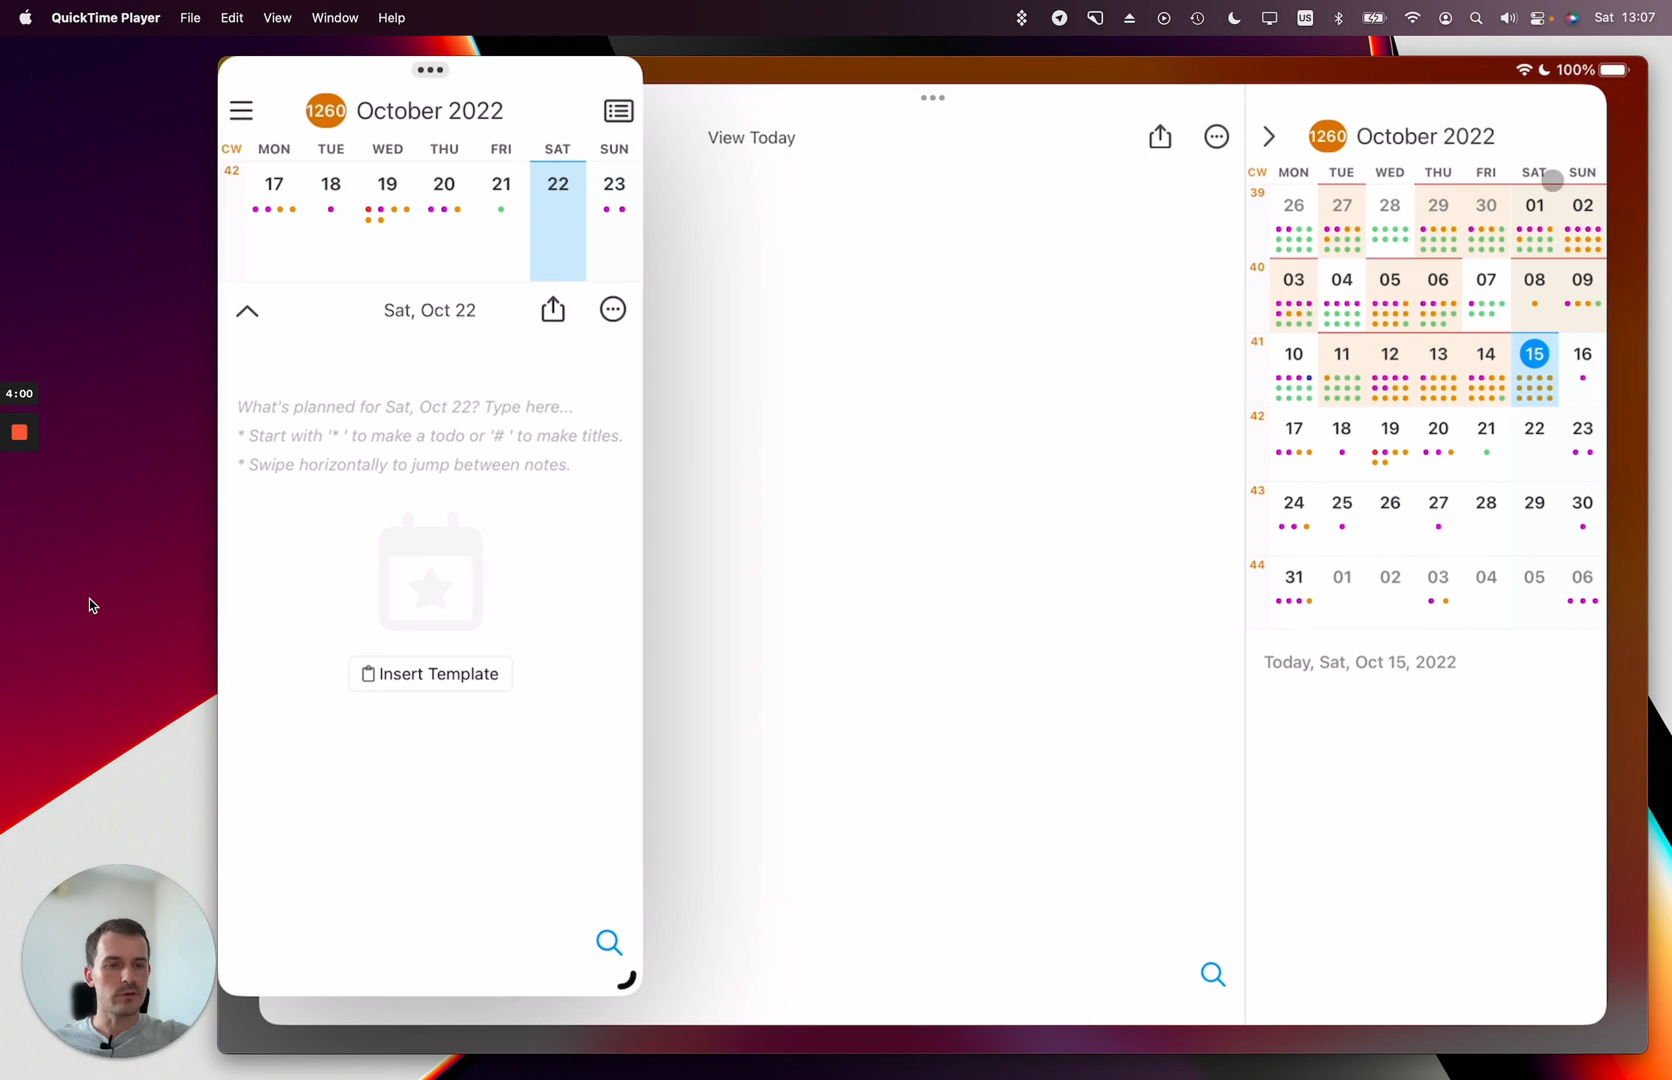 QuickTime Player File Edit View Window Help US Sat 13:07
100%
1260 October 2022
CW MON TUE WED THU FRI SAT SUN
42 17 18 19 20 21 22 23
Sat, Oct 22
What's planned for Sat, Oct 22? Type here...
* Start with '* ' to make a todo or '# ' to make titles.
* Swipe horizontally to jump between notes.
Insert Template
4:00
View Today
1260 October 2022
CW MON TUE WED THU FRI SAT SUN
39 26 27 28 29 30 01 02
40 03 04 05 06 07 08 09
41 10 11 12 13 14 15 16
42 17 18 19 20 21 22 23
43 24 25 26 27 28 29 30
44 31 01 02 03 04 05 06
Today, Sat, Oct 15, 2022